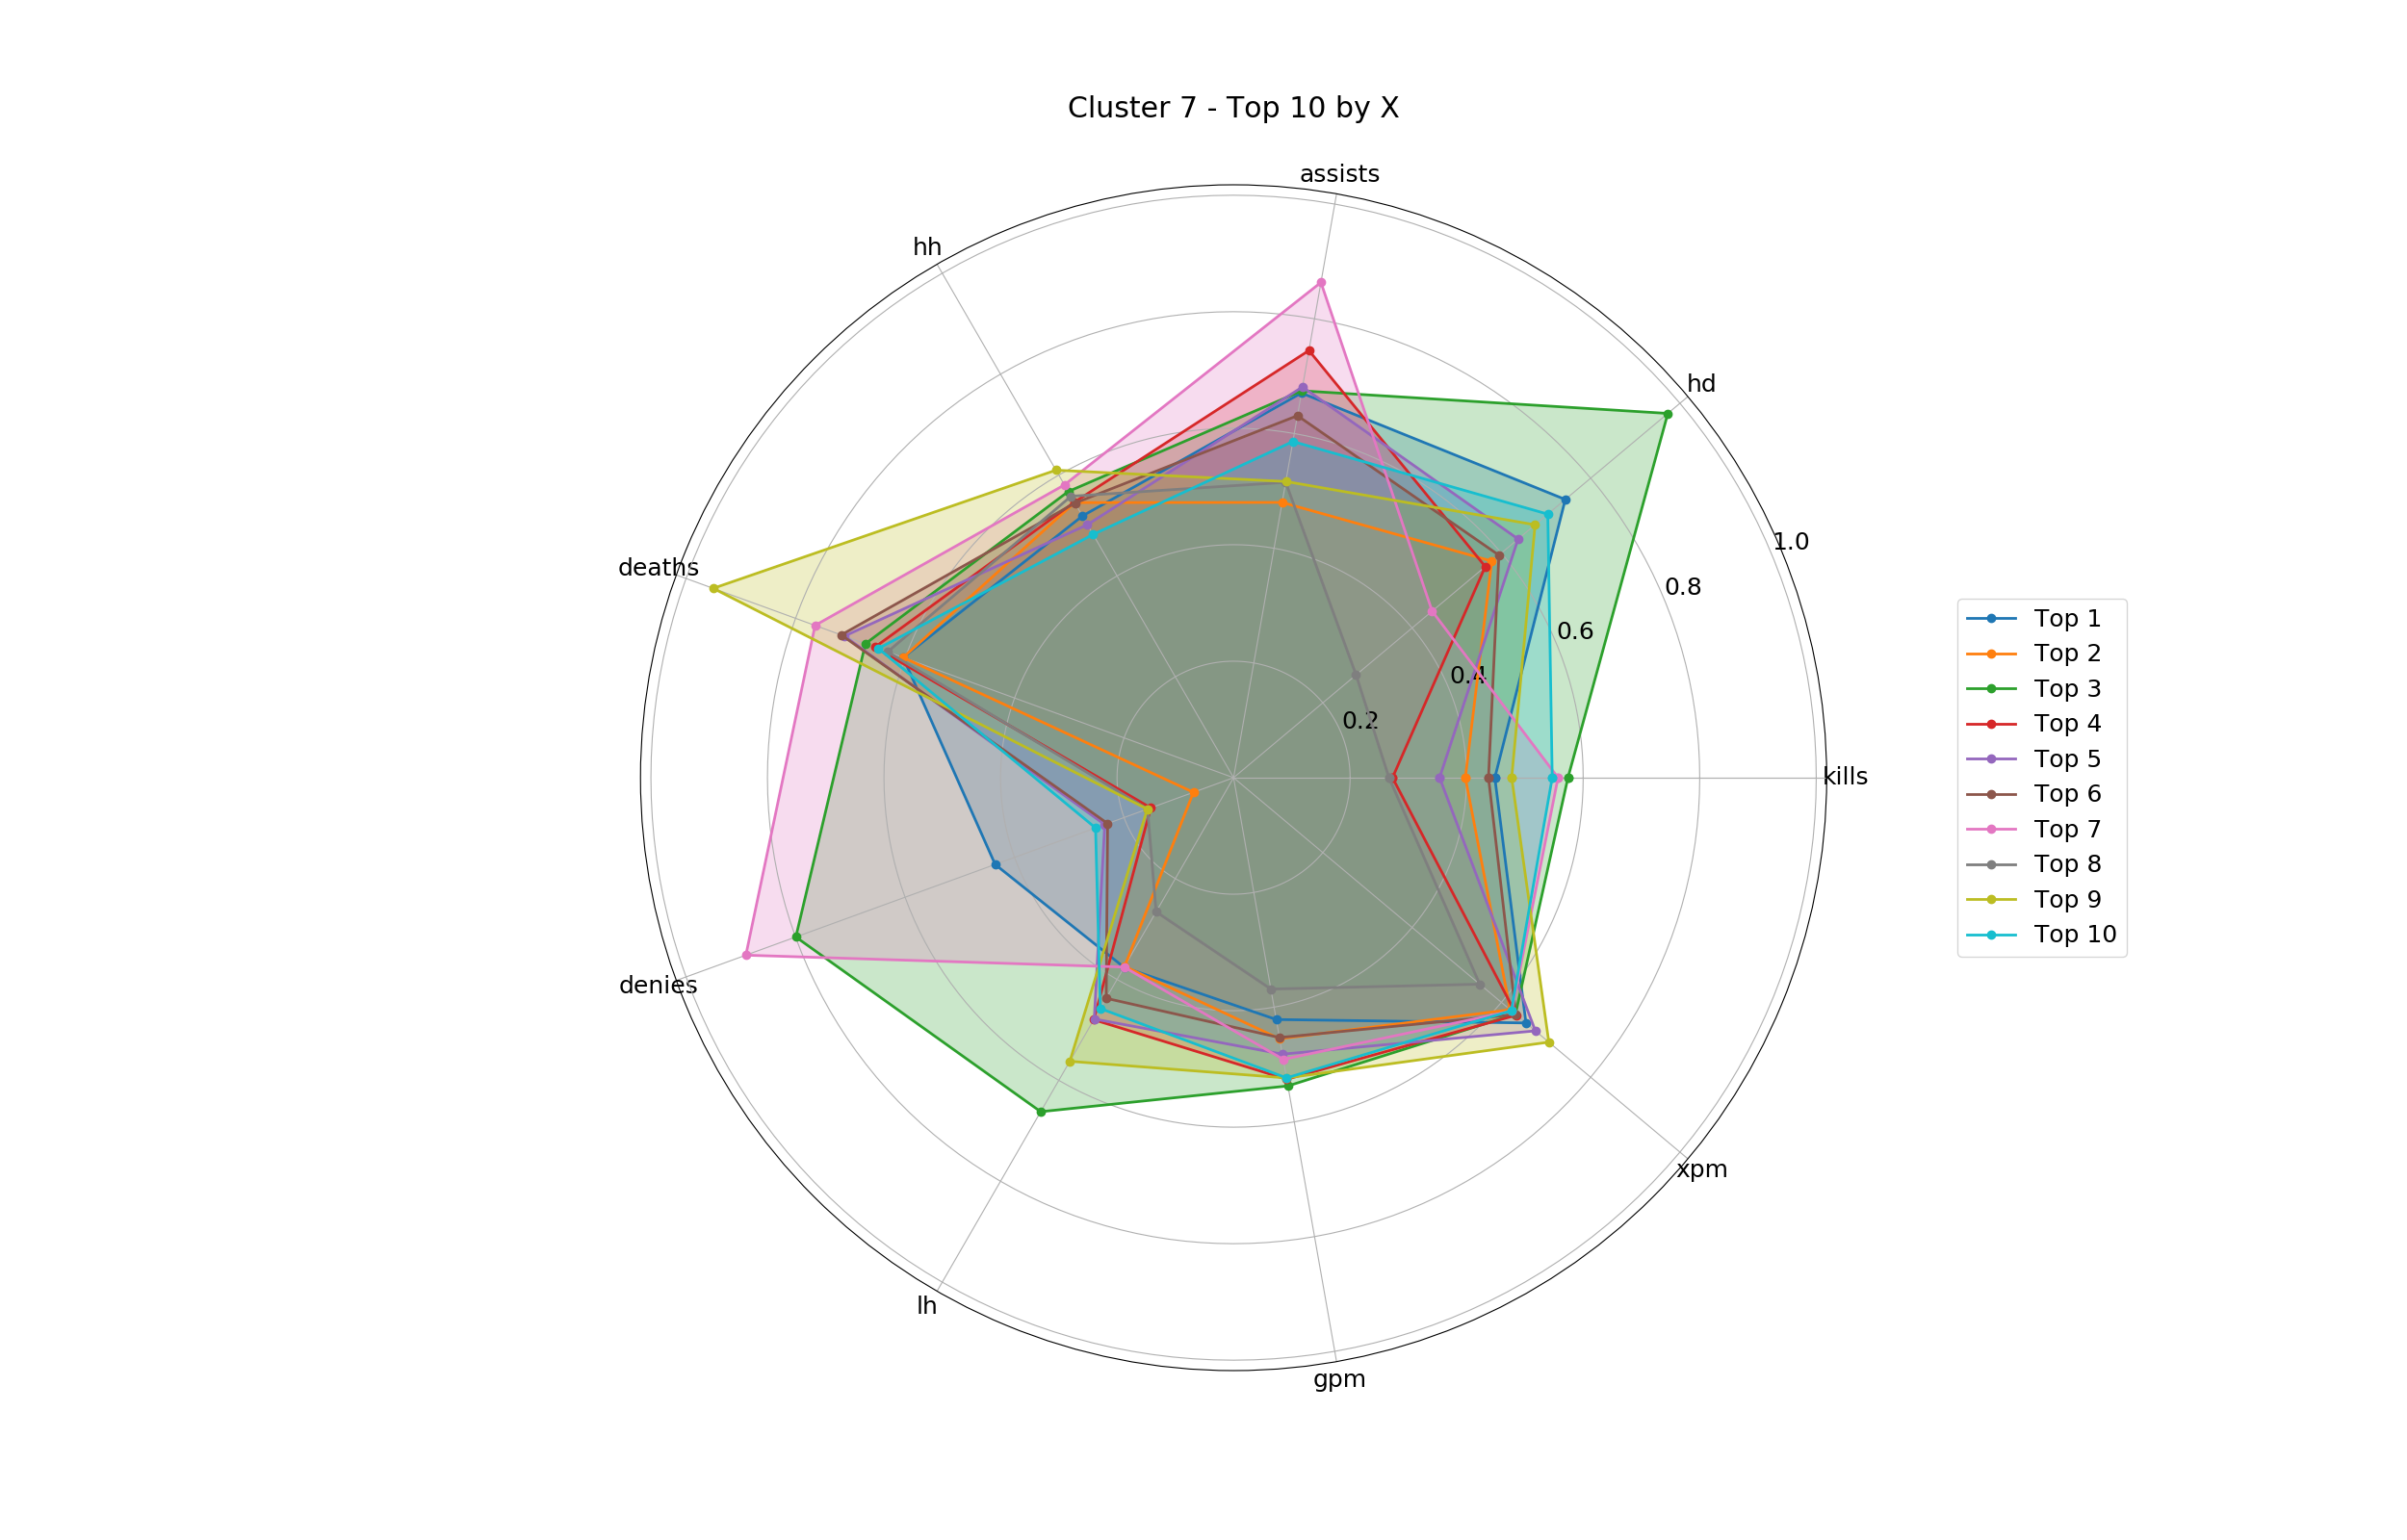 Cluster 7 - Top 10 by X
assists
hh
hd
deaths
1.0
0.8
0.6
0.4
0.2
kills
denies
lh
gpm
xpm
Top 1
Top 2
Top 3
Top 4
Top 5
Top 6
Top 7
Top 8
Top 9
Top 10